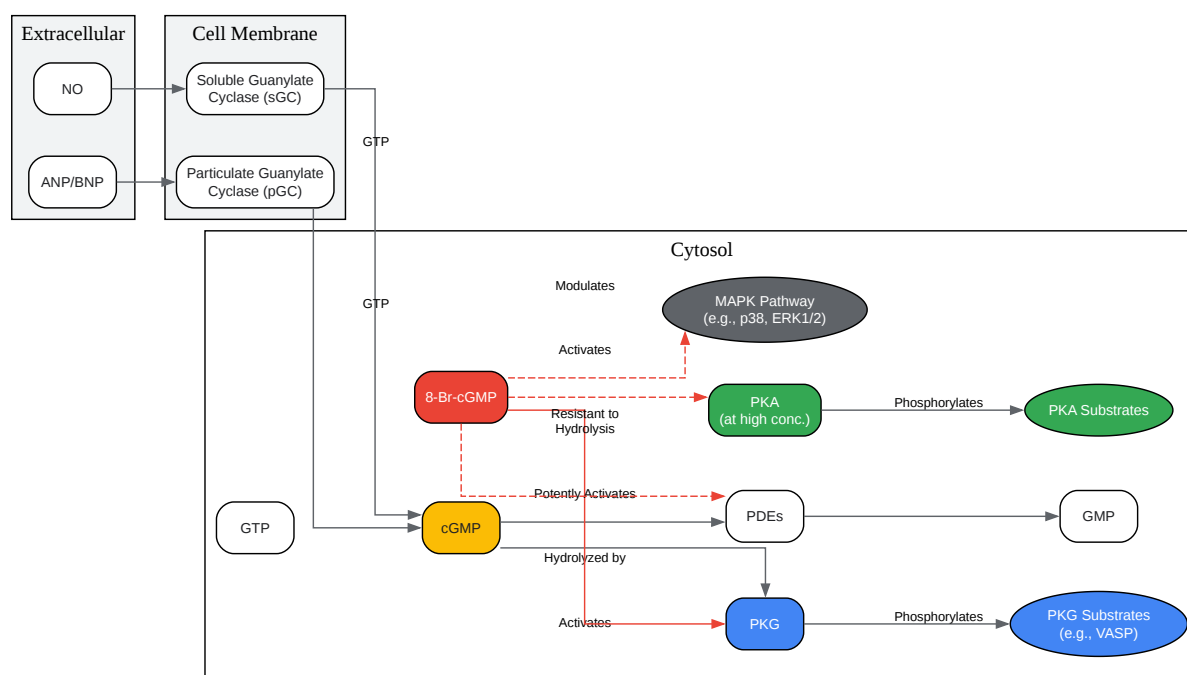 Extracellular
Cell Membrane
NO
Soluble Guanylate
Cyclase (sGC)
GTP
ANP/BNP
Particulate Guanylate
Cyclase (pGC)
Cytosol
Modulates
MAPK Pathway
(e.g., p38, ERK1/2)
GTP
Activates
8-Br-cGMP
Resistant to
Hydrolysis
PKA
(at high conc.)
Phosphorylates
PKA Substrates
Potently Activates
GTP
cGMP
PDEs
GMP
Hydrolyzed by
Activates
PKG
Phosphorylates
PKG Substrates
(e.g., VASP)